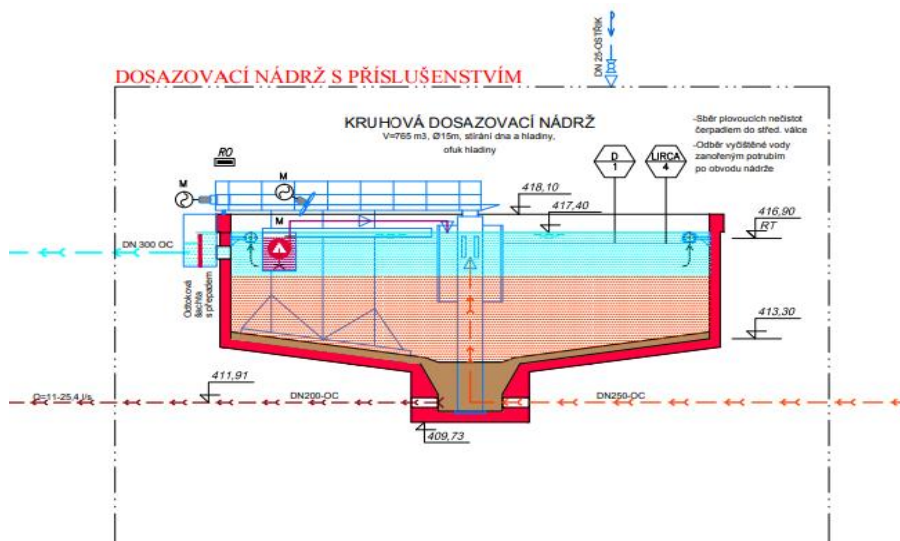 DN 25-OSTŘIK
DOSAZOVACÍ NÁDRŽ S PŘÍSLUŠENSTVÍM
KRUHOVÁ DOSAZOVACÍ NÁDRŽ
V=765 m3, Ø15m, stírání dna a hladiny,
ofuk hladiny
-Sběr plovoucích nečistot
čerpadlem do střed. válce
-Odběr vyčištěné vody
zanořeným potrubím
po obvodu nádrže
RO
M
M
M
D
1
LIRCA
4
418,10
417,40
416,90
RT
DN 300 OC
Odtoková
šachta
s přepadem
413,30
411,91
Q=11-25,4 l/s
DN200-OC
DN250-OC
409,73